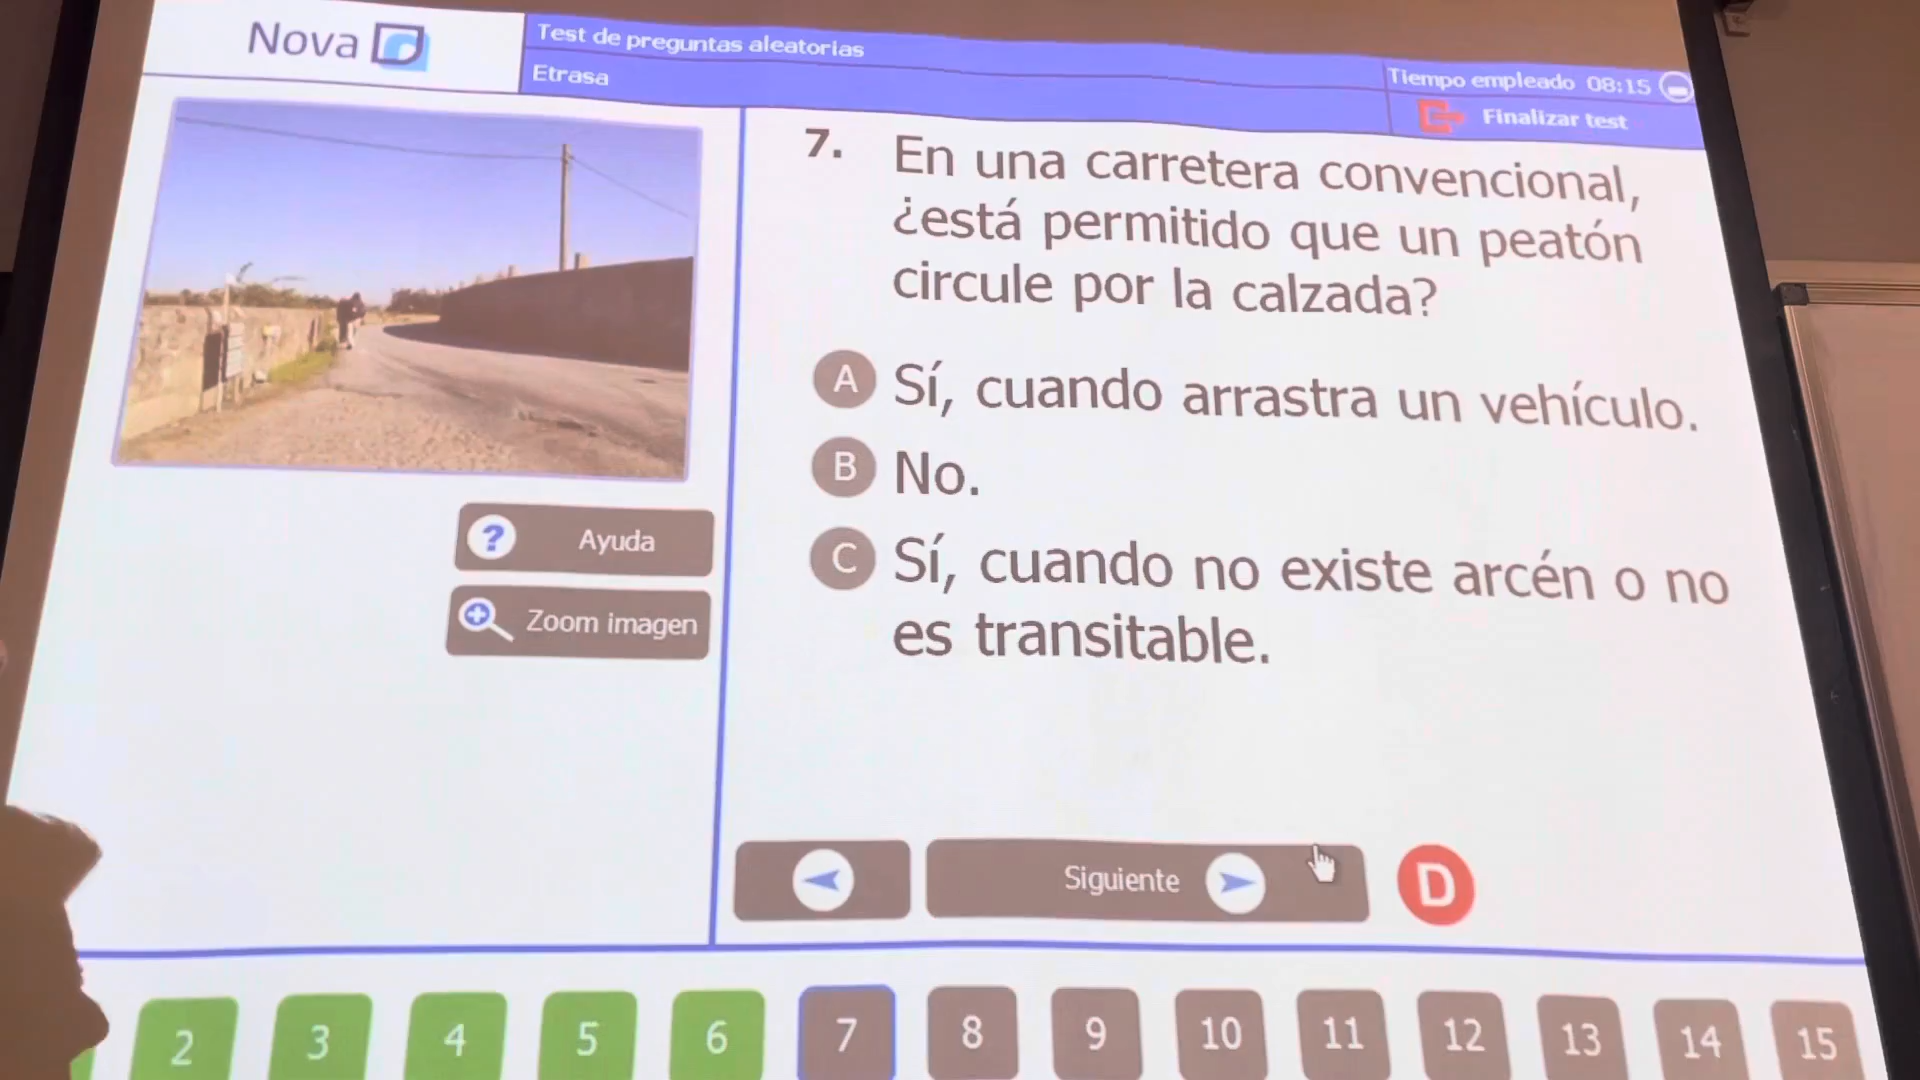 Nova
Test de preguntas aleatorias
Etrasa
Tiempo empleado 08:15
Finalizar test
7. En una carretera convencional,
¿está permitido que un peatón
circule por la calzada?
A Sí, cuando arrastra un vehículo.
B No.
C Sí, cuando no existe arcén o no
es transitable.
? Ayuda
Zoom imagen
Siguiente
D
2 3 4 5 6 7 8 9 10 11 12 13 14 15